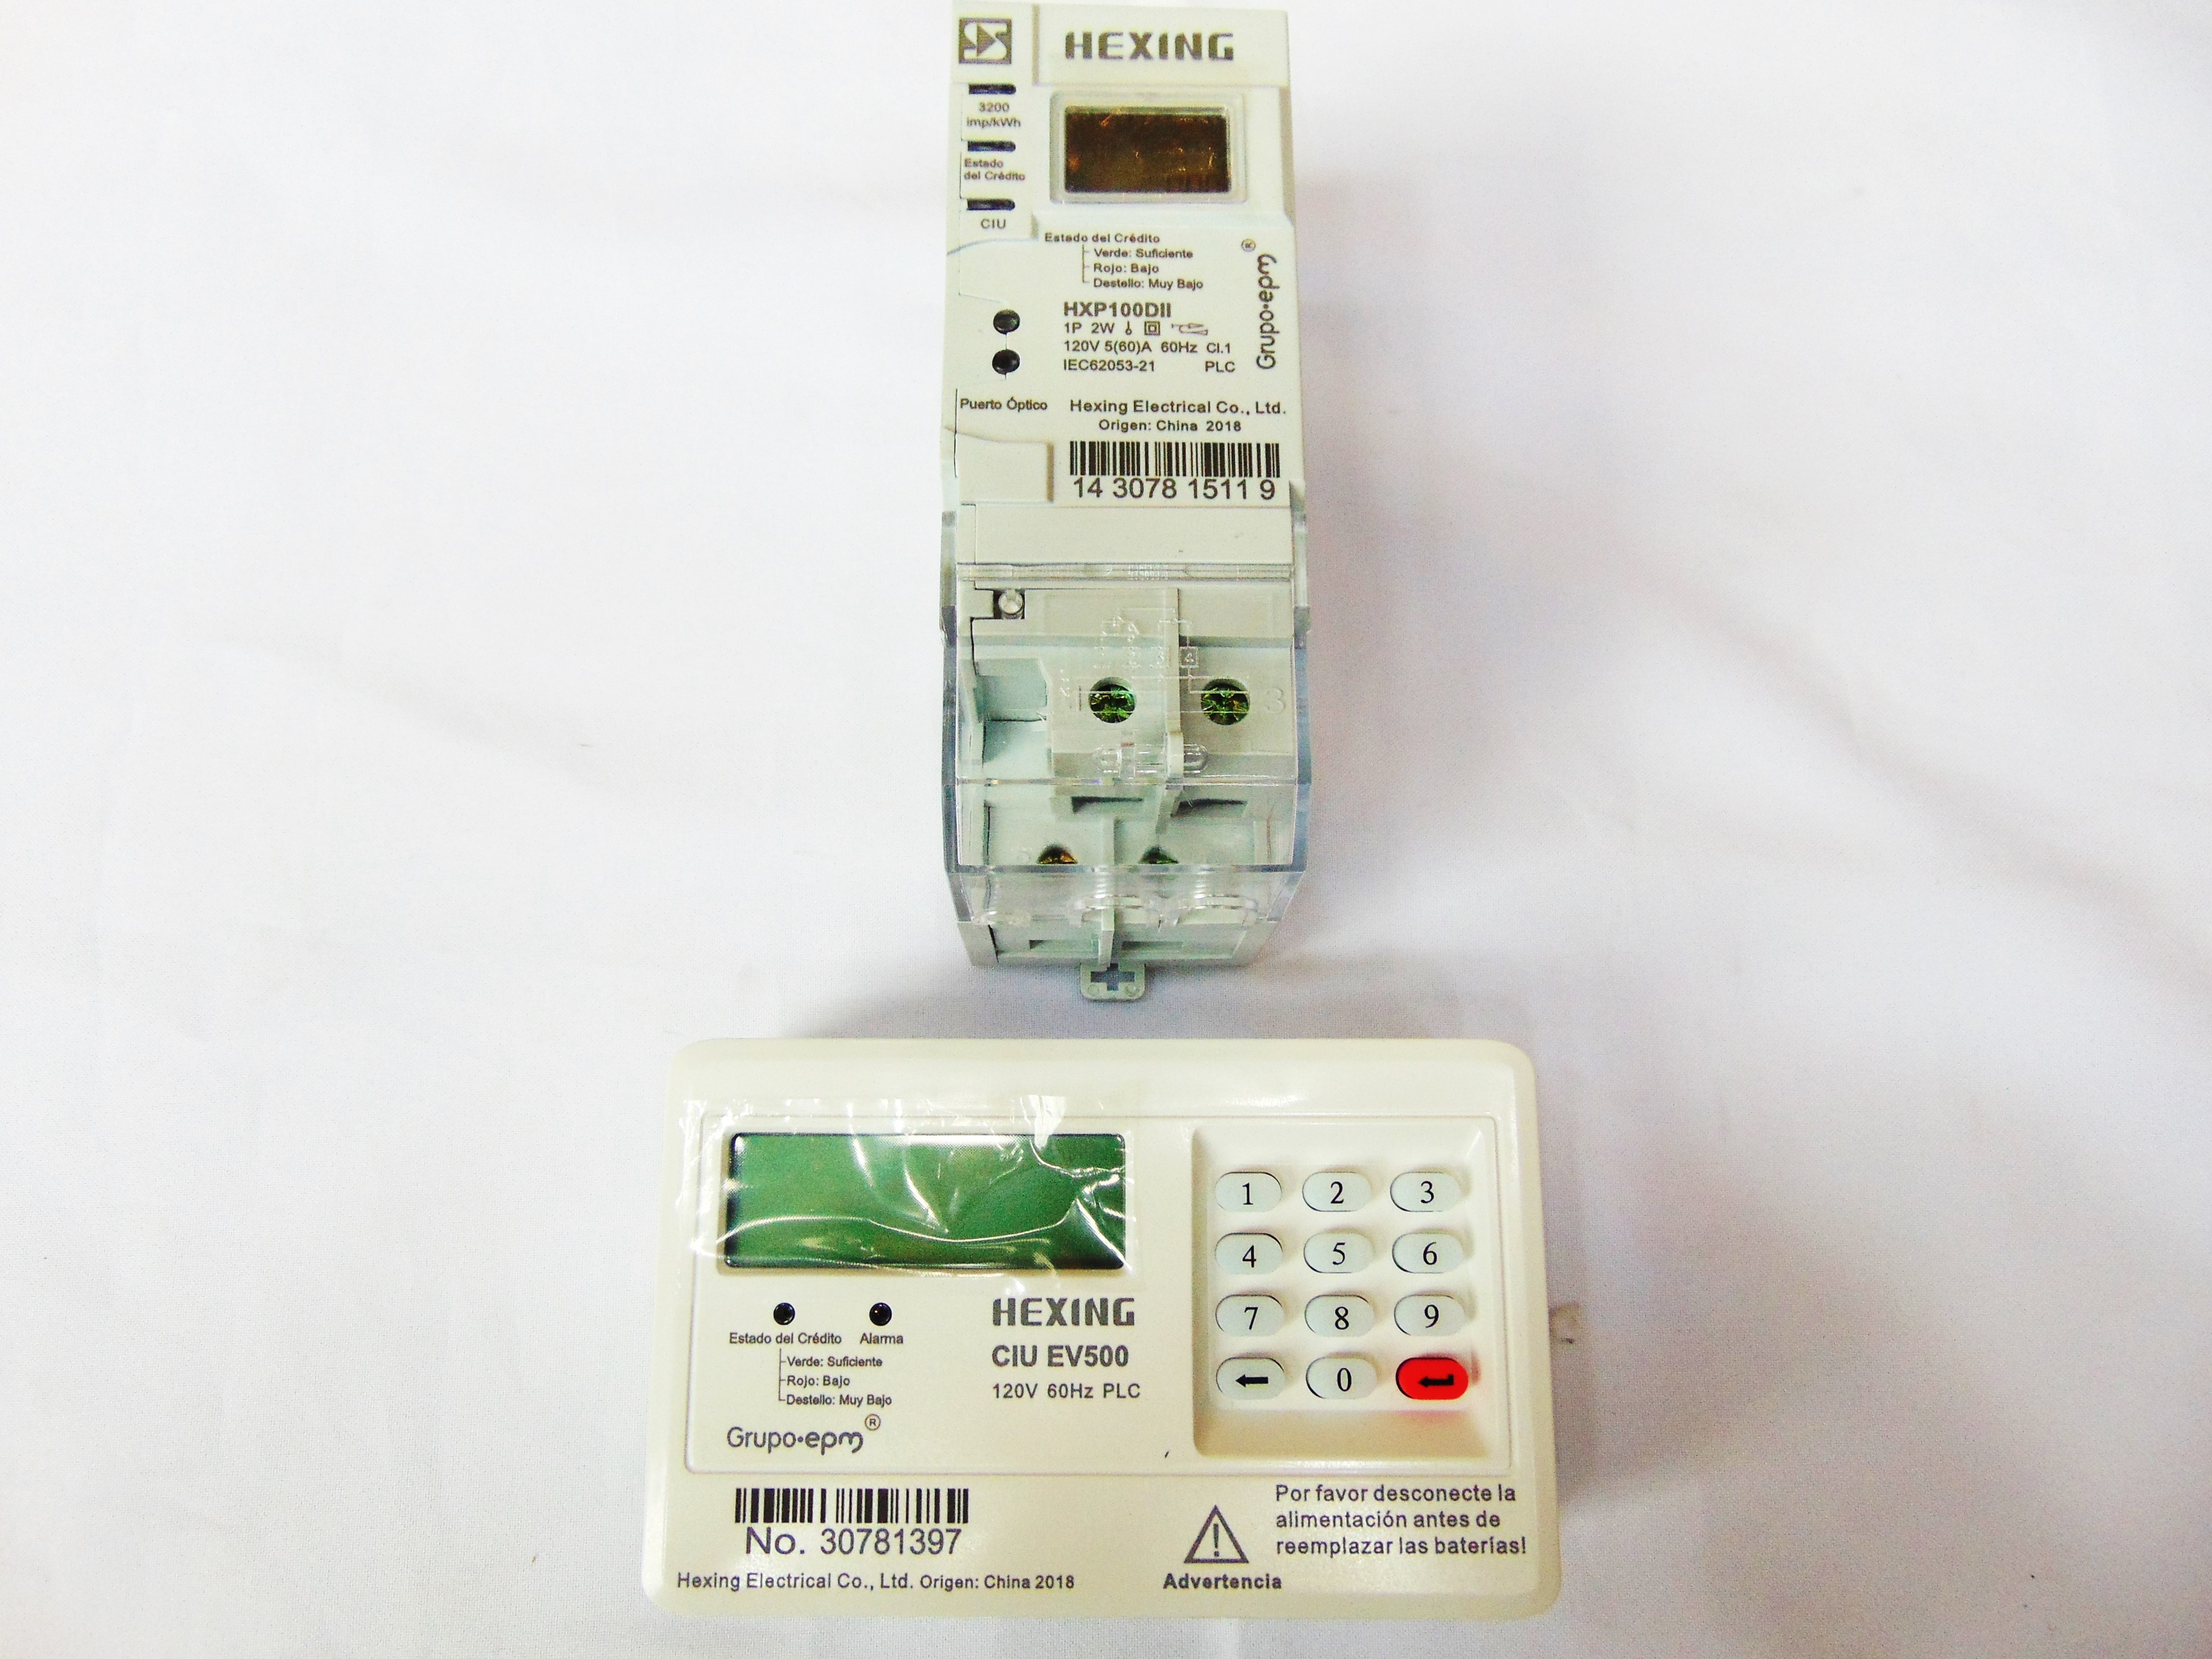 HEXING
3200
imp/kWh
Estado
del Crédito
CIU
Estado del Crédito
Verde: Suficiente
Rojo: Bajo
Destello: Muy Bajo
Grupo•epm®
HXP100DII
1P 2W
120V 5(60)A 60Hz Cl.1
IEC62053-21 PLC
Puerto Óptico
Hexing Electrical Co., Ltd.
Origen: China 2018
14 3078 1511 9
1 3
1 2 3
4 5 6
7 8 9
← 0 ↵
Estado del Crédito Alarma
Verde: Suficiente
Rojo: Bajo
Destello: Muy Bajo
HEXING
CIU EV500
120V 60Hz PLC
Grupo•epm®
No. 30781397
Hexing Electrical Co., Ltd. Origen: China 2018
Por favor desconecte la
alimentación antes de
reemplazar las baterías!
Advertencia